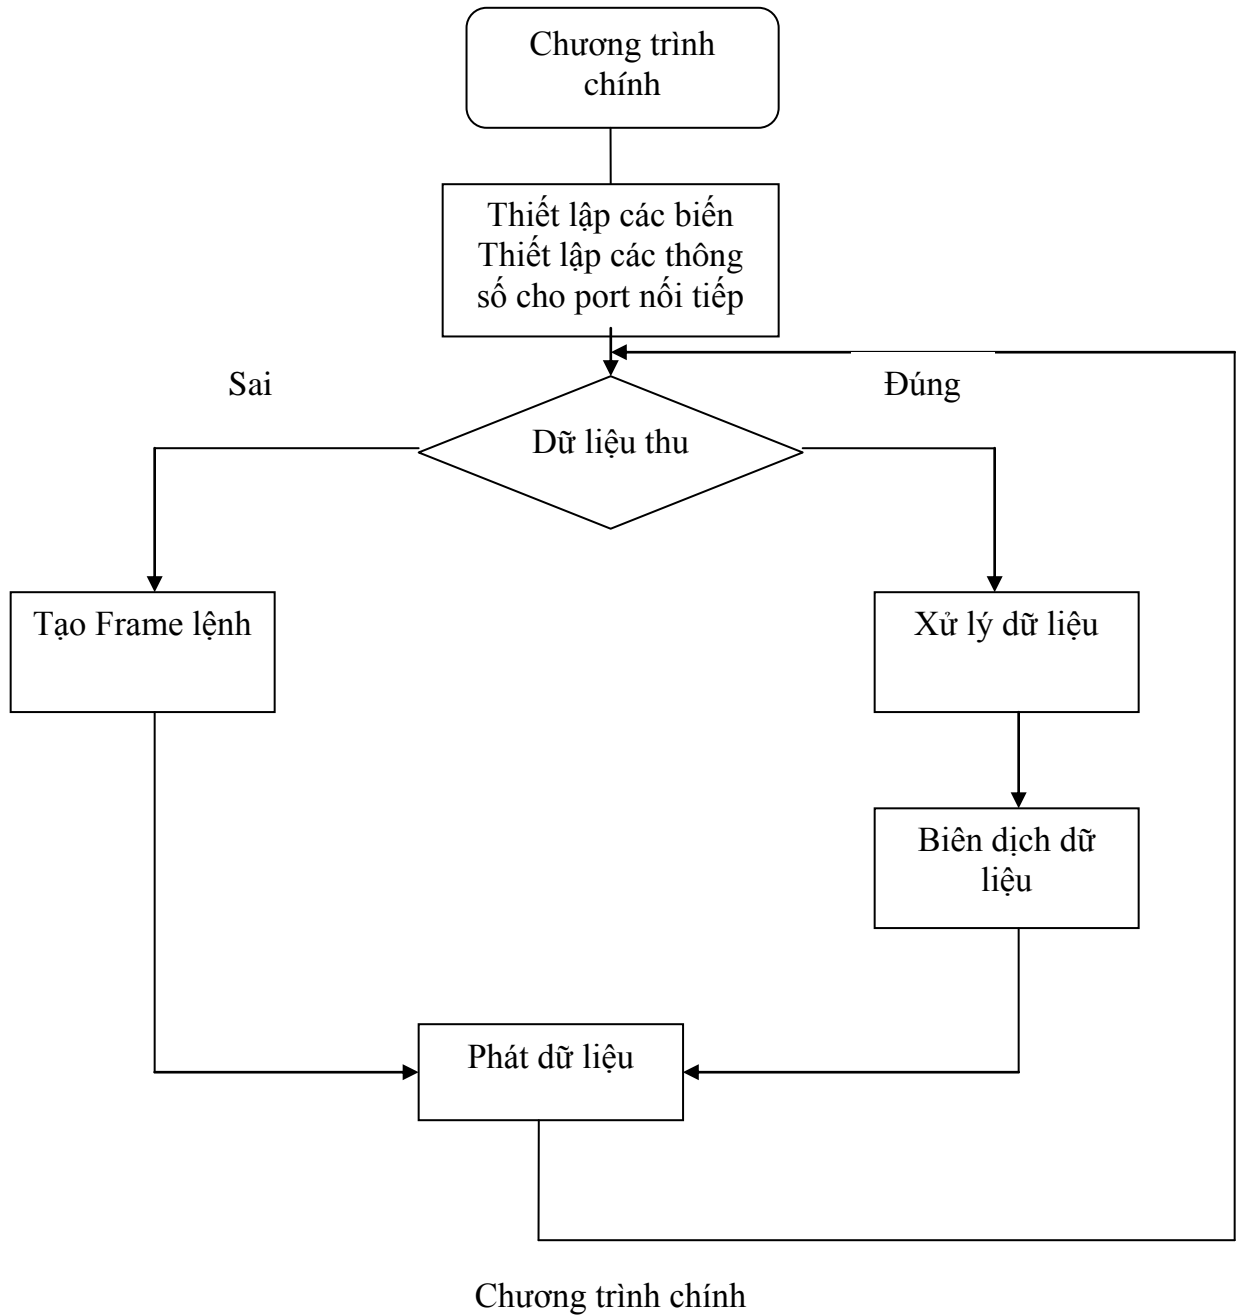 Chương trình
chính
Thiết lập các biến
Thiết lập các thông
số cho port nối tiếp
Sai
Đúng
Dữ liệu thu
Tạo Frame lệnh
Xử lý dữ liệu
Biên dịch dữ
liệu
Phát dữ liệu
Chương trình chính